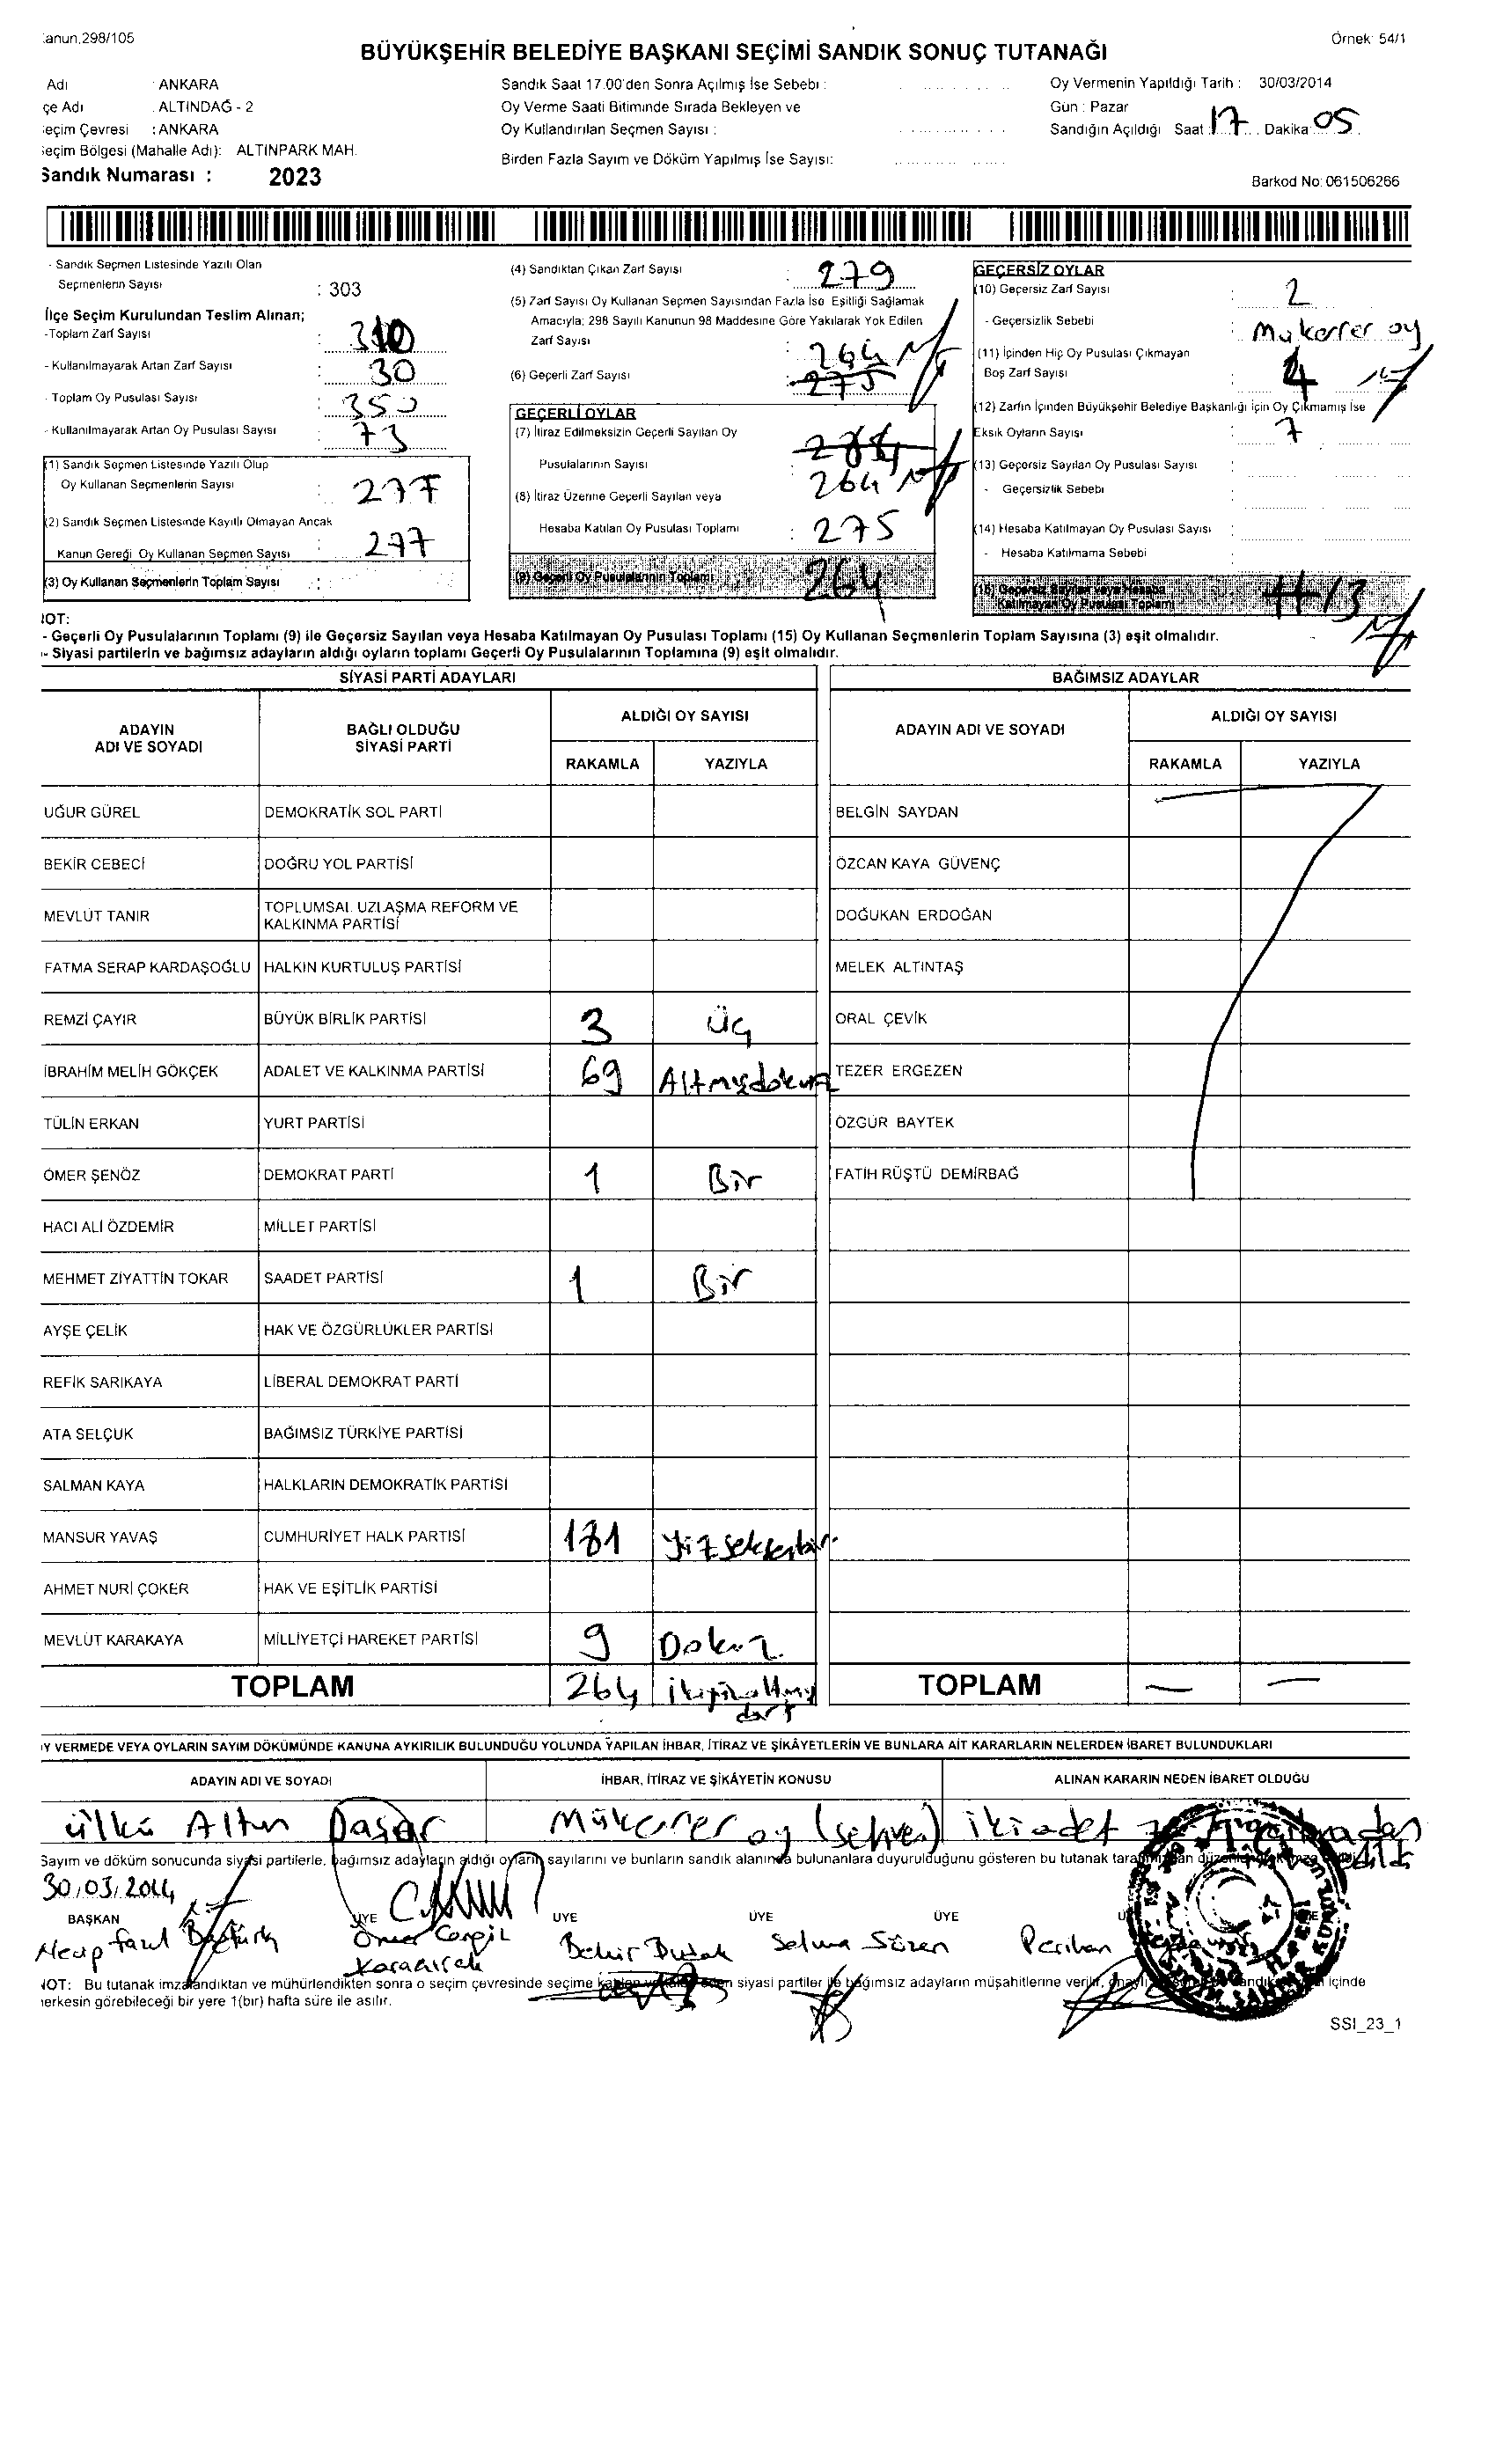 anun.298/105
Örnek: 54/1
BÜYÜKŞEHİR BELEDİYE BAŞKANI SEÇİMİ SANDIK SONUÇ TUTANAĞI
Adı : ANKARA
çe Adı : ALTINDAĞ - 2
eçim Çevresi : ANKARA
eçim Bölgesi (Mahalle Adı): ALTINPARK MAH.
Sandık Numarası : 2023
Sandık Saat 17.00'den Sonra Açılmış İse Sebebi :
Oy Verme Saati Bitiminde Sırada Bekleyen ve
Oy Kullandırılan Seçmen Sayısı :
Birden Fazla Sayım ve Döküm Yapılmış İse Sayısı:
Oy Vermenin Yapıldığı Tarih : 30/03/2014
Gün : Pazar
Sandığın Açıldığı Saat : 17 Dakika 05
Barkod No: 061506266
- Sandık Seçmen Listesinde Yazılı Olan
Seçmenlerin Sayısı : 303
İlçe Seçim Kurulundan Teslim Alınan;
-Toplam Zarf Sayısı : 310
- Kullanılmayarak Artan Zarf Sayısı : 30
- Toplam Oy Pusulası Sayısı : 350
- Kullanılmayarak Artan Oy Pusulası Sayısı : 73
(1) Sandık Seçmen Listesinde Yazılı Olup
Oy Kullanan Seçmenlerin Sayısı : 277
(2) Sandık Seçmen Listesinde Kayıtlı Olmayan Ancak
Kanun Gereği Oy Kullanan Seçmen Sayısı : 277
(3) Oy Kullanan Seçmenlerin Toplam Sayısı :
(4) Sandıktan Çıkan Zarf Sayısı : 279
(5) Zarf Sayısı Oy Kullanan Seçmen Sayısından Fazla İse Eşitliği Sağlamak
Amacıyla; 298 Sayılı Kanunun 98 Maddesine Göre Yakılarak Yok Edilen
Zarf Sayısı :
264
(6) Geçerli Zarf Sayısı : 275
GEÇERLİ OYLAR
(7) İtiraz Edilmeksizin Geçerli Sayılan Oy
Pusulalarının Sayısı
264
(8) İtiraz Üzerine Geçerli Sayılan veya
Hesaba Katılan Oy Pusulası Toplamı : 275
(9) Geçerli Oy Pusulalarının Toplamı 264
GEÇERSİZ OYLAR
(10) Geçersiz Zarf Sayısı : 2
- Geçersizlik Sebebi : Mükerrer oy
(11) İçinden Hiç Oy Pusulası Çıkmayan
Boş Zarf Sayısı : 4
(12) Zarfın İçinden Büyükşehir Belediye Başkanlığı İçin Oy Çıkmamış İse
Eksik Oyların Sayısı : 7
(13) Geçersiz Sayılan Oy Pusulası Sayısı :
- Geçersizlik Sebebi
(14) Hesaba Katılmayan Oy Pusulası Sayısı :
- Hesaba Katılmama Sebebi
(15) Geçersiz Sayılan veya Hesaba
Katılmayan Oy Pusulası Toplamı 13
NOT:
- Geçerli Oy Pusulalarının Toplamı (9) ile Geçersiz Sayılan veya Hesaba Katılmayan Oy Pusulası Toplamı (15) Oy Kullanan Seçmenlerin Toplam Sayısına (3) eşit olmalıdır.
- Siyasi partilerin ve bağımsız adayların aldığı oyların toplamı Geçerli Oy Pusulalarının Toplamına (9) eşit olmalıdır.
SİYASİ PARTİ ADAYLARI BAĞIMSIZ ADAYLAR
ADAYIN ADI VE SOYADI BAĞLI OLDUĞU SİYASİ PARTİ ALDIĞI OY SAYISI ADAYIN ADI VE SOYADI ALDIĞI OY SAYISI
RAKAMLA YAZIYLA RAKAMLA YAZIYLA
UĞUR GÜREL DEMOKRATİK SOL PARTİ BELGİN SAYDAN
BEKİR CEBECİ DOĞRU YOL PARTİSİ ÖZCAN KAYA GÜVENÇ
MEVLÜT TANIR TOPLUMSAL UZLAŞMA REFORM VE KALKINMA PARTİSİ DOĞUKAN ERDOĞAN
FATMA SERAP KARDAŞOĞLU HALKIN KURTULUŞ PARTİSİ MELEK ALTINTAŞ
REMZİ ÇAYIR BÜYÜK BİRLİK PARTİSİ 3 Üç ORAL ÇEVİK
İBRAHİM MELİH GÖKÇEK ADALET VE KALKINMA PARTİSİ 69 Altmışdokuz TEZER ERGEZEN
TÜLİN ERKAN YURT PARTİSİ ÖZGÜR BAYTEK
ÖMER ŞENÖZ DEMOKRAT PARTİ 1 Bir FATİH RÜŞTÜ DEMİRBAĞ
HACI ALİ ÖZDEMİR MİLLET PARTİSİ
MEHMET ZİYATTİN TOKAR SAADET PARTİSİ 1 Bir
AYŞE ÇELİK HAK VE ÖZGÜRLÜKLER PARTİSİ
REFİK SARIKAYA LİBERAL DEMOKRAT PARTİ
ATA SELÇUK BAĞIMSIZ TÜRKİYE PARTİSİ
SALMAN KAYA HALKLARIN DEMOKRATİK PARTİSİ
MANSUR YAVAŞ CUMHURİYET HALK PARTİSİ 181 yüzseksenbir
AHMET NURİ ÇOKER HAK VE EŞİTLİK PARTİSİ
MEVLÜT KARAKAYA MİLLİYETÇİ HAREKET PARTİSİ 9 Dokuz
TOPLAM 264 ikiyüzaltmışdört TOPLAM — —
Y VERMEDE VEYA OYLARIN SAYIM DÖKÜMÜNDE KANUNA AYKIRILIK BULUNDUĞU YOLUNDA YAPILAN İHBAR, İTİRAZ VE ŞİKÂYETLERİN VE BUNLARA AİT KARARLARIN NELERDEN İBARET BULUNDUKLARI
ADAYIN ADI VE SOYADI İHBAR, İTİRAZ VE ŞİKÂYETİN KONUSU ALINAN KARARIN NEDEN İBARET OLDUĞU
Ülkü Altun Daşar Mükerrer oy (sehven) iki adet
Sayım ve döküm sonucunda siyasi partilerle, bağımsız adayların aldığı oyların sayılarını ve bunların sandık alanında bulunanlara duyurulduğunu gösteren bu tutanak
30.03.2014
BAŞKAN ÜYE ÜYE ÜYE ÜYE
Ömer Bekir Selma Perihan
NOT: Bu tutanak imzalandıktan ve mühürlendikten sonra o seçim çevresinde seçime siyasi partiler ile bağımsız adayların müşahitlerine verilir, içinde
herkesin görebileceği bir yere 1(bir) hafta süre ile asılır.
SSI_23_1